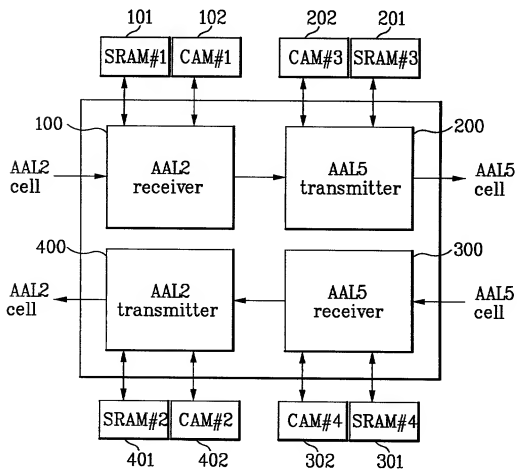 101 102 202 201
SRAM#1 CAM#1 CAM#3 SRAM#3
100 200
AAL2
cell
AAL2
receiver
AAL5
transmitter
AAL5
cell
400 300
AAL2
cell
AAL2
transmitter
AAL5
receiver
AAL5
cell
SRAM#2 CAM#2 CAM#4 SRAM#4
401 402 302 301